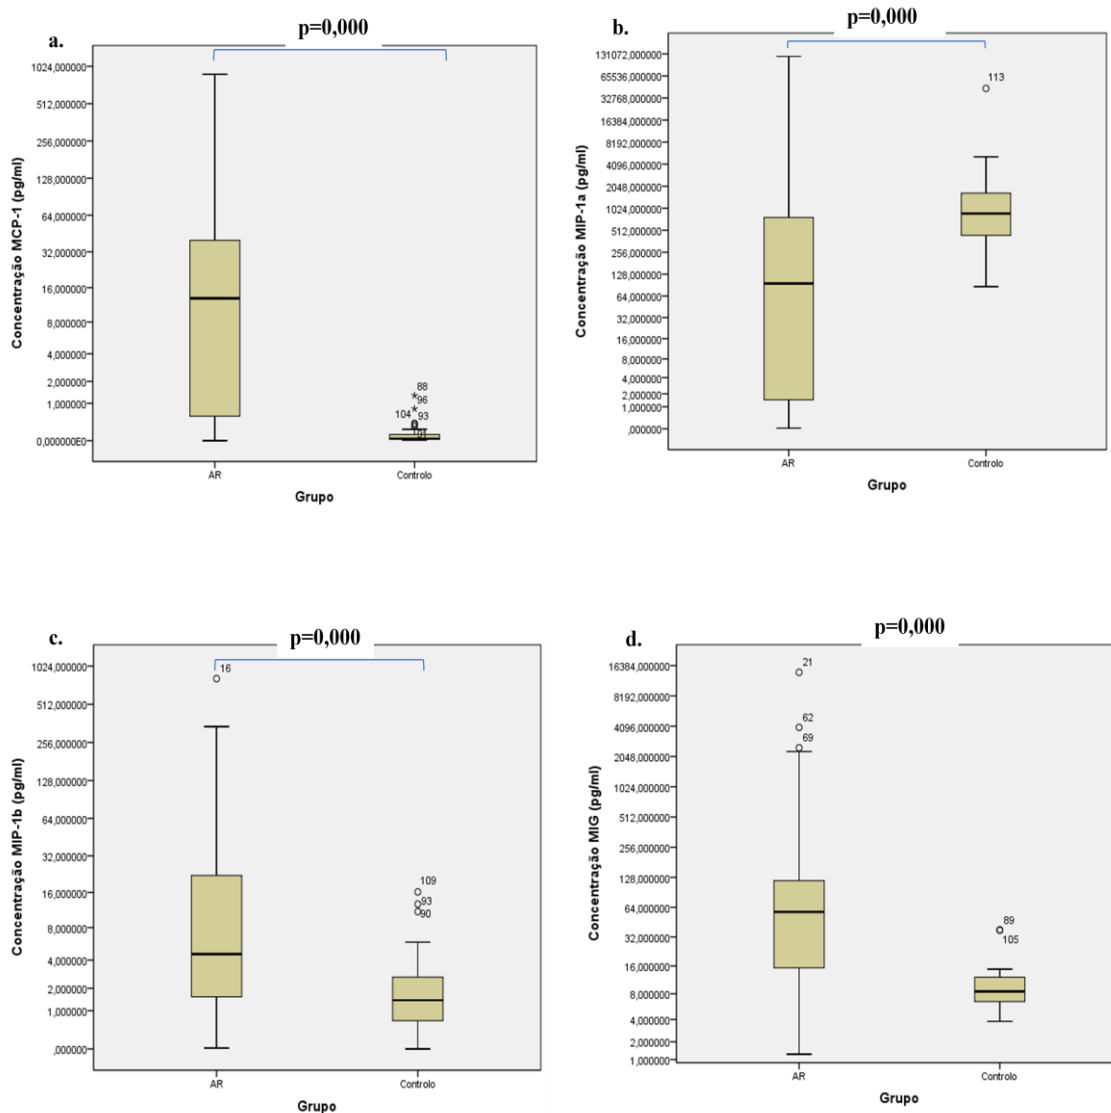 a.
p=0,000
Concentração MCP-1 (pg/ml)
1024,000000
512,000000
256,000000
128,000000
64,000000
32,000000
16,000000
8,000000
4,000000
2,000000
1,000000
0,000000E0
88
96
104
93
AR
Controlo
Grupo
b.
p=0,000
Concentração MIP-1a (pg/ml)
131072,000000
65536,000000
32768,000000
16384,000000
8192,000000
4096,000000
2048,000000
1024,000000
512,000000
256,000000
128,000000
64,000000
32,000000
16,000000
8,000000
4,000000
2,000000
1,000000
,000000
113
AR
Controlo
Grupo
c.
p=0,000
Concentração MIP-1b (pg/ml)
1024,000000
512,000000
256,000000
128,000000
64,000000
32,000000
16,000000
8,000000
4,000000
2,000000
1,000000
,000000
16
109
93
90
AR
Controlo
Grupo
d.
p=0,000
Concentração MIG (pg/ml)
16384,000000
8192,000000
4096,000000
2048,000000
1024,000000
512,000000
256,000000
128,000000
64,000000
32,000000
16,000000
8,000000
4,000000
2,000000
1,000000
21
62
69
89
105
AR
Controlo
Grupo